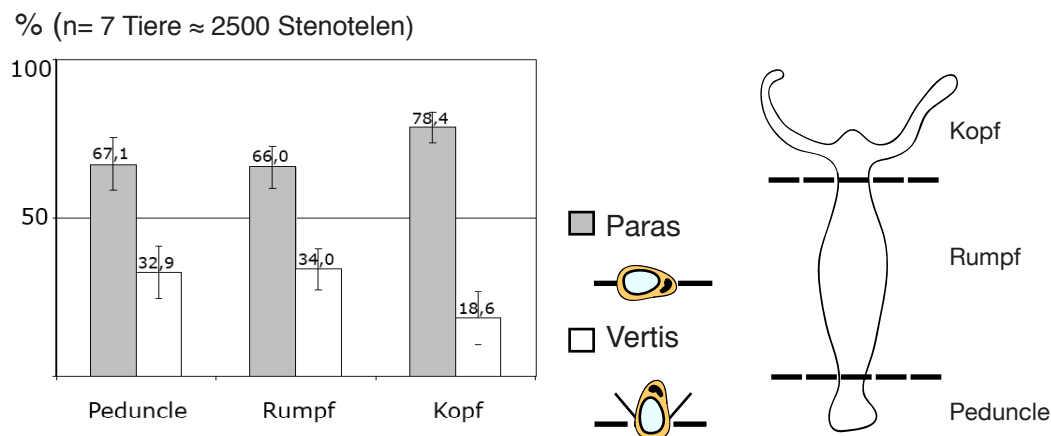 % (n= 7 Tiere ≈ 2500 Stenotelen)
100
50
67,1
32,9
66,0
34,0
78,4
18,6
Peduncle
Rumpf
Kopf
Paras
Vertis
Kopf
Rumpf
Peduncle